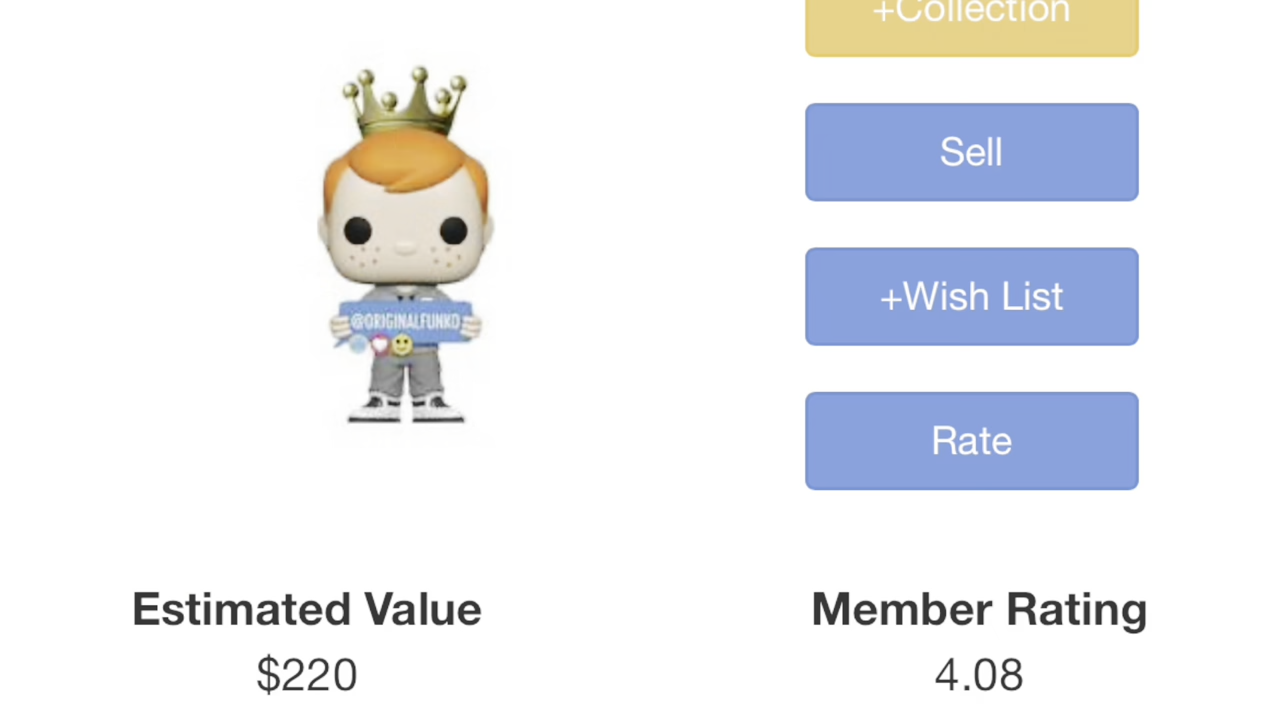 +Collection
Sell
+Wish List
@ORIGINALFUNKO
Rate
Estimated Value
Member Rating
$220
4.08